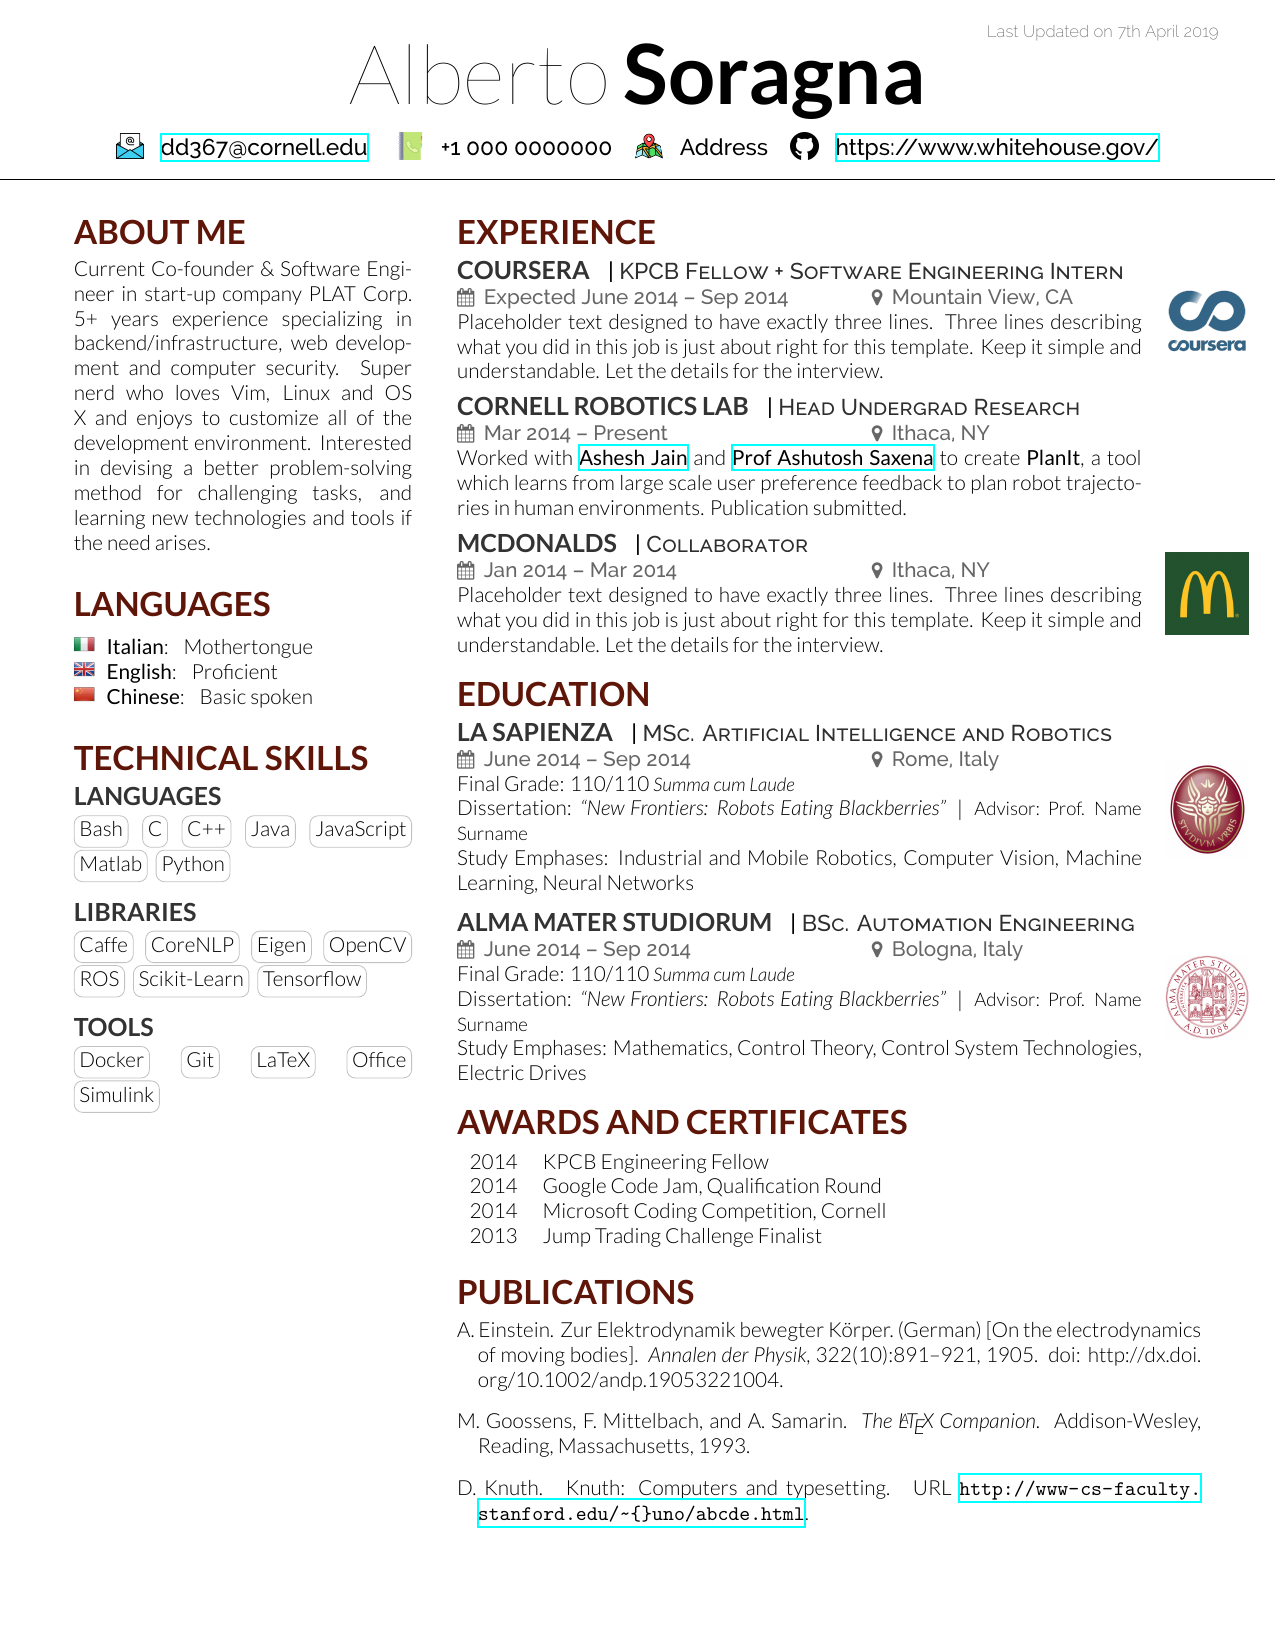 Last Updated on 7th April 2019
Alberto Soragna
dd367@cornell.edu +1 000 0000000 Address https://www.whitehouse.gov/
ABOUT ME
Current Co-founder & Software Engi-
neer in start-up company PLAT Corp.
5+ years experience specializing in
backend/infrastructure, web develop-
ment and computer security. Super
nerd who loves Vim, Linux and OS
X and enjoys to customize all of the
development environment. Interested
in devising a better problem-solving
method for challenging tasks, and
learning new technologies and tools if
the need arises.
LANGUAGES
Italian: Mothertongue
English: Proficient
Chinese: Basic spoken
TECHNICAL SKILLS
LANGUAGES
Bash C C++ Java JavaScript
Matlab Python
LIBRARIES
Caffe CoreNLP Eigen OpenCV
ROS Scikit-Learn Tensorflow
TOOLS
Docker Git LaTeX Office
Simulink
EXPERIENCE
COURSERA | KPCB Fellow + Software Engineering Intern
Expected June 2014 – Sep 2014 Mountain View, CA
Placeholder text designed to have exactly three lines. Three lines describing
what you did in this job is just about right for this template. Keep it simple and
understandable. Let the details for the interview.
coursera
CORNELL ROBOTICS LAB | Head Undergrad Research
Mar 2014 – Present Ithaca, NY
Worked with Ashesh Jain and Prof Ashutosh Saxena to create PlanIt, a tool
which learns from large scale user preference feedback to plan robot trajecto-
ries in human environments. Publication submitted.
MCDONALDS | Collaborator
Jan 2014 – Mar 2014 Ithaca, NY
Placeholder text designed to have exactly three lines. Three lines describing
what you did in this job is just about right for this template. Keep it simple and
understandable. Let the details for the interview.
EDUCATION
LA SAPIENZA | MSc. Artificial Intelligence and Robotics
June 2014 – Sep 2014 Rome, Italy
Final Grade: 110/110 Summa cum Laude
Dissertation: “New Frontiers: Robots Eating Blackberries” | Advisor: Prof. Name
Surname
Study Emphases: Industrial and Mobile Robotics, Computer Vision, Machine
Learning, Neural Networks
STVDIVM VRBIS
ALMA MATER STUDIORUM | BSc. Automation Engineering
June 2014 – Sep 2014 Bologna, Italy
Final Grade: 110/110 Summa cum Laude
Dissertation: “New Frontiers: Robots Eating Blackberries” | Advisor: Prof. Name
Surname
Study Emphases: Mathematics, Control Theory, Control System Technologies,
Electric Drives
ALMA MATER STUDIORUM
A.D. 1088
AWARDS AND CERTIFICATES
2014 KPCB Engineering Fellow
2014 Google Code Jam, Qualification Round
2014 Microsoft Coding Competition, Cornell
2013 Jump Trading Challenge Finalist
PUBLICATIONS
A. Einstein. Zur Elektrodynamik bewegter Körper. (German) [On the electrodynamics
of moving bodies]. Annalen der Physik, 322(10):891–921, 1905. doi: http://dx.doi.
org/10.1002/andp.19053221004.
M. Goossens, F. Mittelbach, and A. Samarin. The LATEX Companion. Addison-Wesley,
Reading, Massachusetts, 1993.
D. Knuth. Knuth: Computers and typesetting. URL http://www-cs-faculty.
stanford.edu/~{}uno/abcde.html.